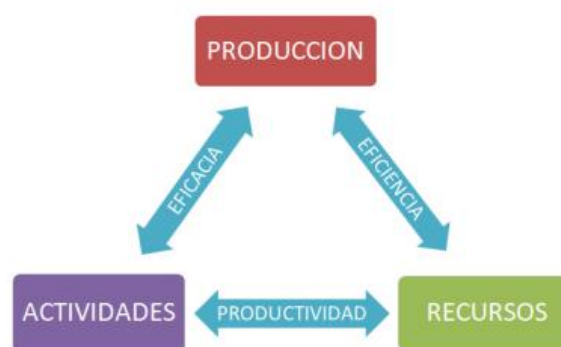 PRODUCCION
EFICACIA
EFICIENCIA
ACTIVIDADES
PRODUCTIVIDAD
RECURSOS